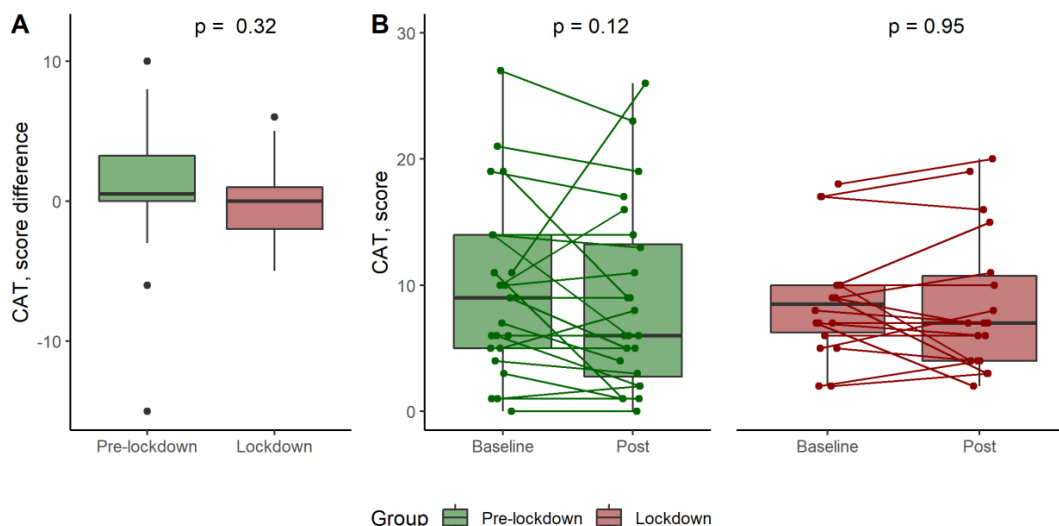 A
p =  0.32
CAT, score difference
10
0
-10
Pre-lockdown
Lockdown
B
p = 0.12
p = 0.95
CAT, score
30
20
10
0
Baseline
Post
Baseline
Post
Group
Pre-lockdown
Lockdown